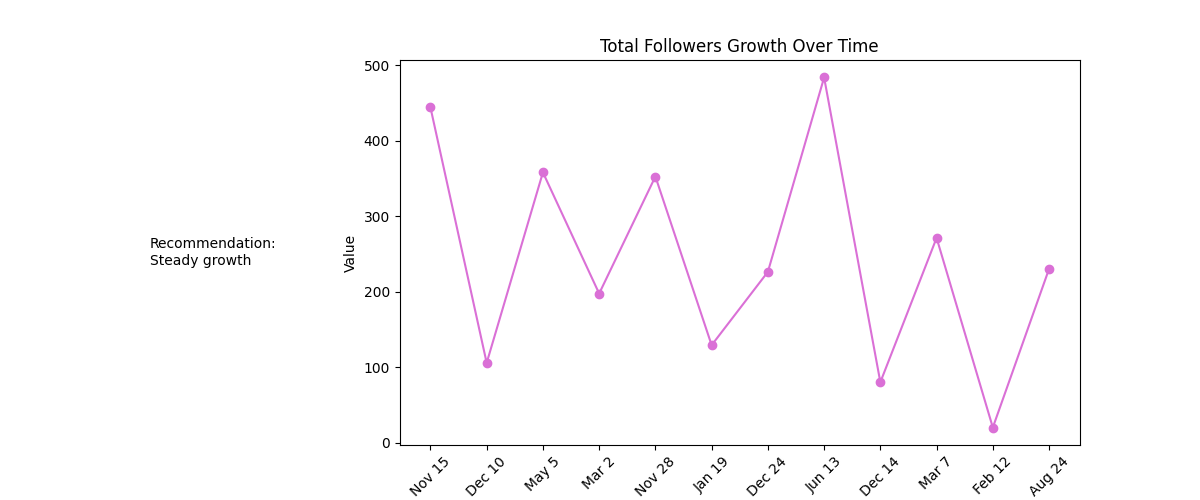 Total Followers Growth Over Time
Recommendation:
Steady growth
Value
500
400
300
200
100
0
Nov 15
Dec 10
May 5
Mar 2
Nov 28
Jan 19
Dec 24
Jun 13
Dec 14
Mar 7
Feb 12
Aug 24